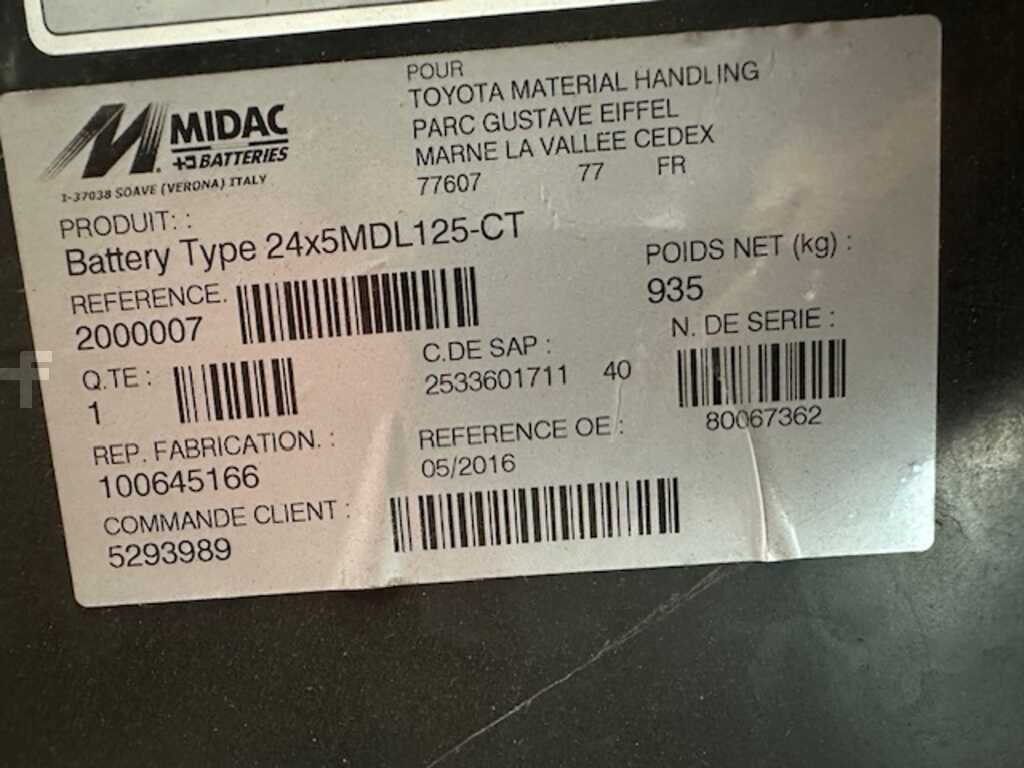 MIDAC
BATTERIES
I-37038 SOAVE (VERONA) ITALY
POUR
TOYOTA MATERIAL HANDLING
PARC GUSTAVE EIFFEL
MARNE LA VALLEE CEDEX
77607 77 FR
PRODUIT: :
Battery Type 24x5MDL125-CT
POIDS NET (kg) :
935
REFERENCE.
2000007
N. DE SERIE :
80067362
Q.TE :
1
C.DE SAP :
2533601711 40
REP. FABRICATION. :
100645166
REFERENCE OE :
05/2016
COMMANDE CLIENT :
5293989